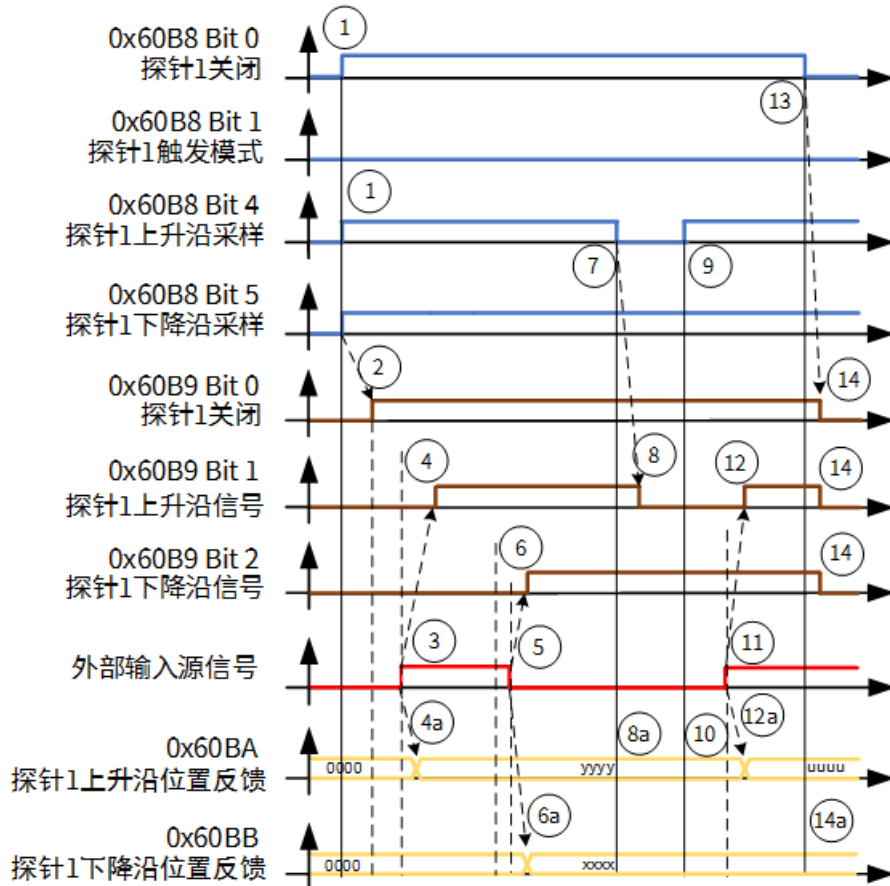 0x60B8 Bit 0
探针1关闭
1
13
0x60B8 Bit 1
探针1触发模式
0x60B8 Bit 4
探针1上升沿采样
1
7
9
0x60B8 Bit 5
探针1下降沿采样
2
0x60B9 Bit 0
探针1关闭
14
0x60B9 Bit 1
探针1上升沿信号
4
8
12
14
0x60B9 Bit 2
探针1下降沿信号
6
14
外部输入源信号
3
5
11
4a
8a
10
12a
0x60BA
探针1上升沿位置反馈
0000
yyyy
uuuu
6a
14a
0x60BB
探针1下降沿位置反馈
0000
xxxx